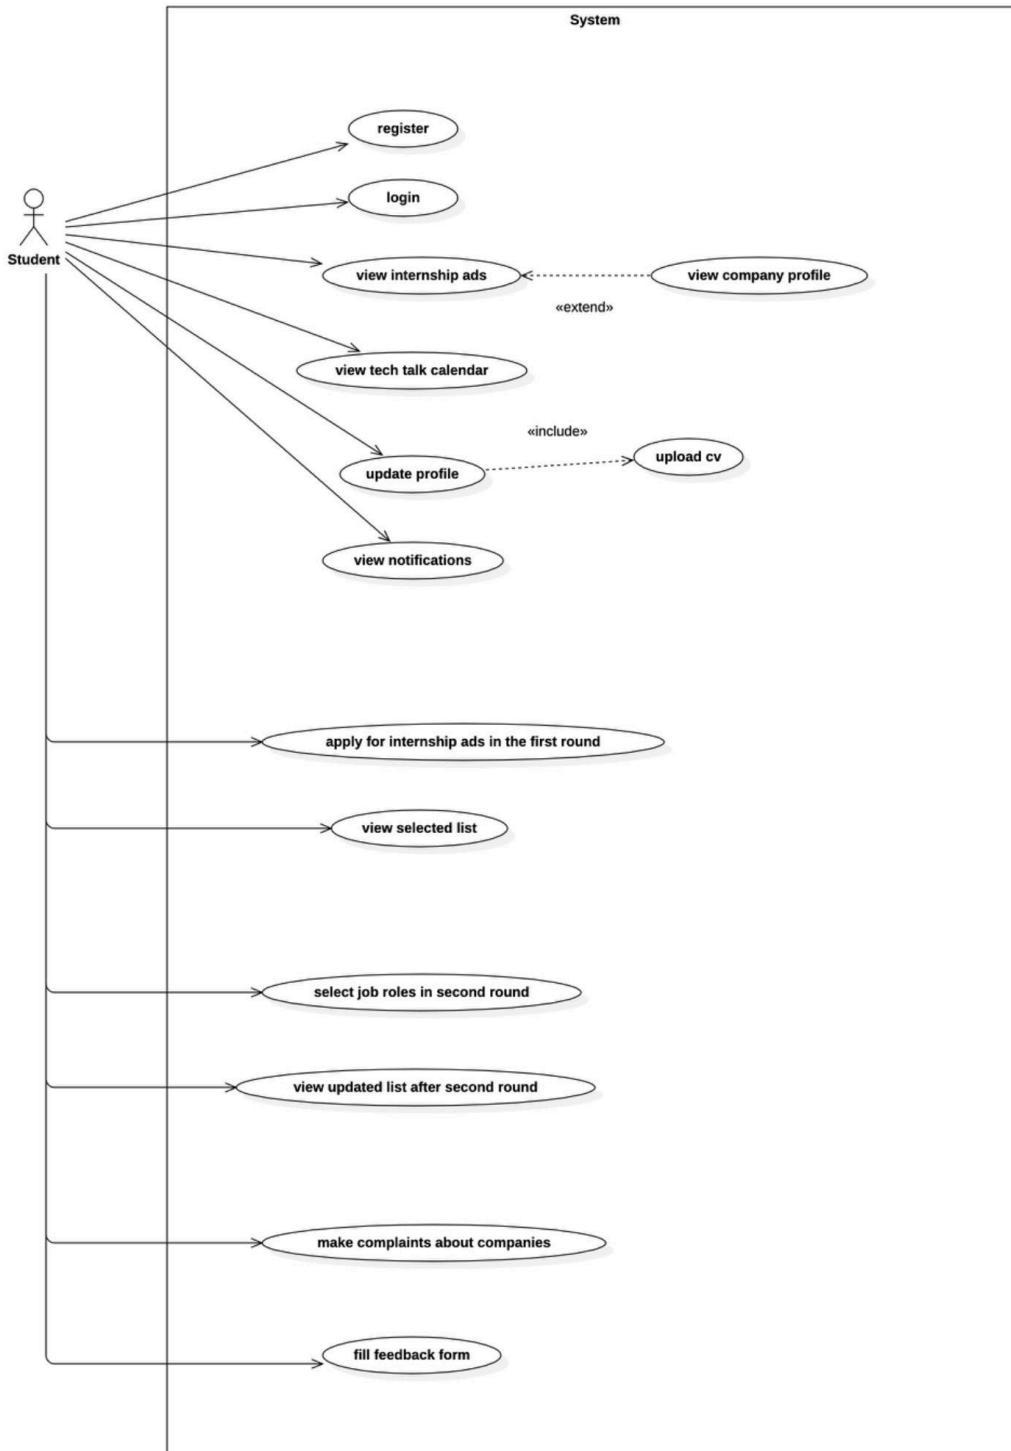 System
register
login
Student
view internship ads
view company profile
«extend»
view tech talk calendar
«include»
upload cv
update profile
view notifications
apply for internship ads in the first round
view selected list
select job roles in second round
view updated list after second round
make complaints about companies
fill feedback form